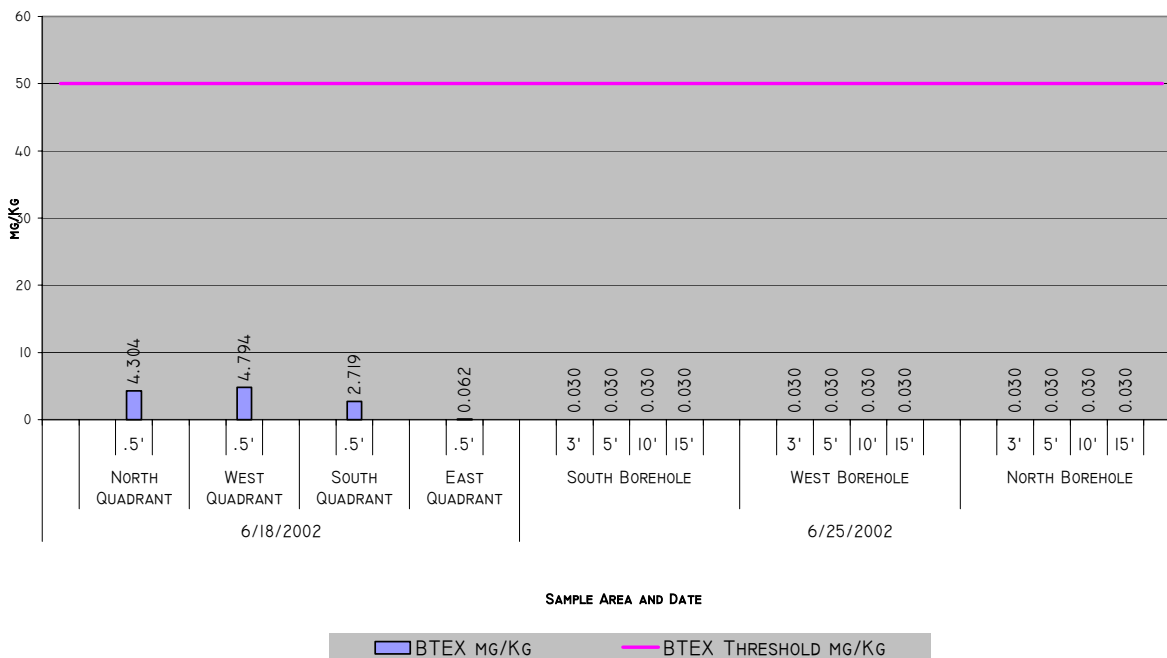 60
50
40
30
20
10
0
MG/KG
4.304
4.794
2.719
0.062
0.030 0.030 0.030 0.030
0.030 0.030 0.030 0.030
0.030 0.030 0.030 0.030
.5' .5' .5' .5' 3' 5' 10' 15' 3' 5' 10' 15' 3' 5' 10' 15'
NORTH QUADRANT
WEST QUADRANT
SOUTH QUADRANT
EAST QUADRANT
SOUTH BOREHOLE
WEST BOREHOLE
NORTH BOREHOLE
6/18/2002
6/25/2002
SAMPLE AREA AND DATE
BTEX MG/KG
BTEX THRESHOLD MG/KG